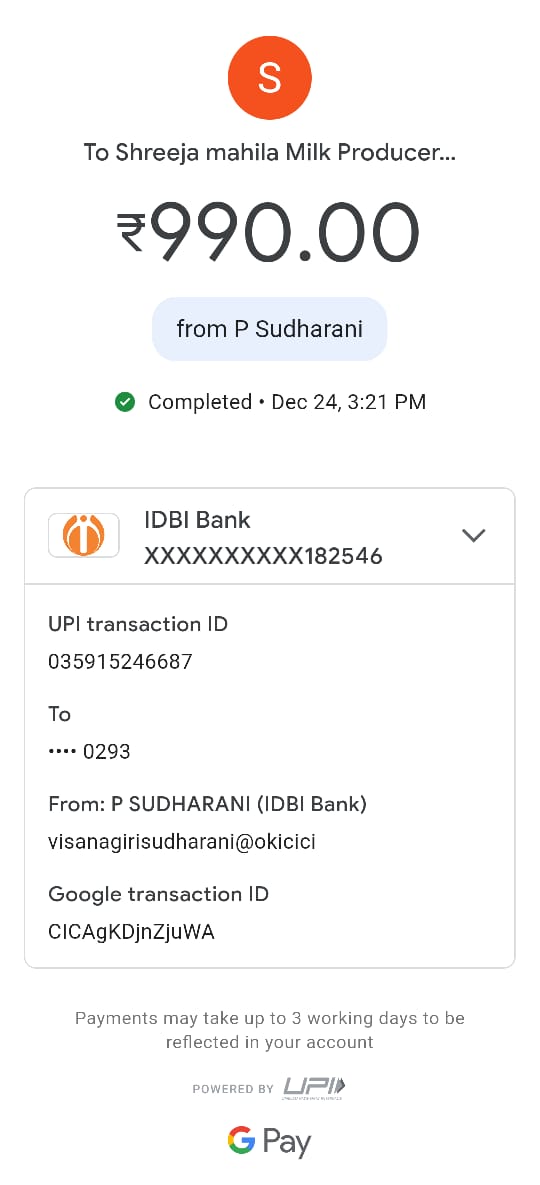 S
To Shreeja mahila Milk Producer...
₹990.00
from P Sudharani
Completed • Dec 24, 3:21 PM
IDBI Bank
XXXXXXXXXX182546
UPI transaction ID
035915246687
To
•••• 0293
From: P SUDHARANI (IDBI Bank)
visanagirisudharani@okicici
Google transaction ID
CICAgKDjnZjuWA
Payments may take up to 3 working days to be
reflected in your account
POWERED BY UPI
G Pay